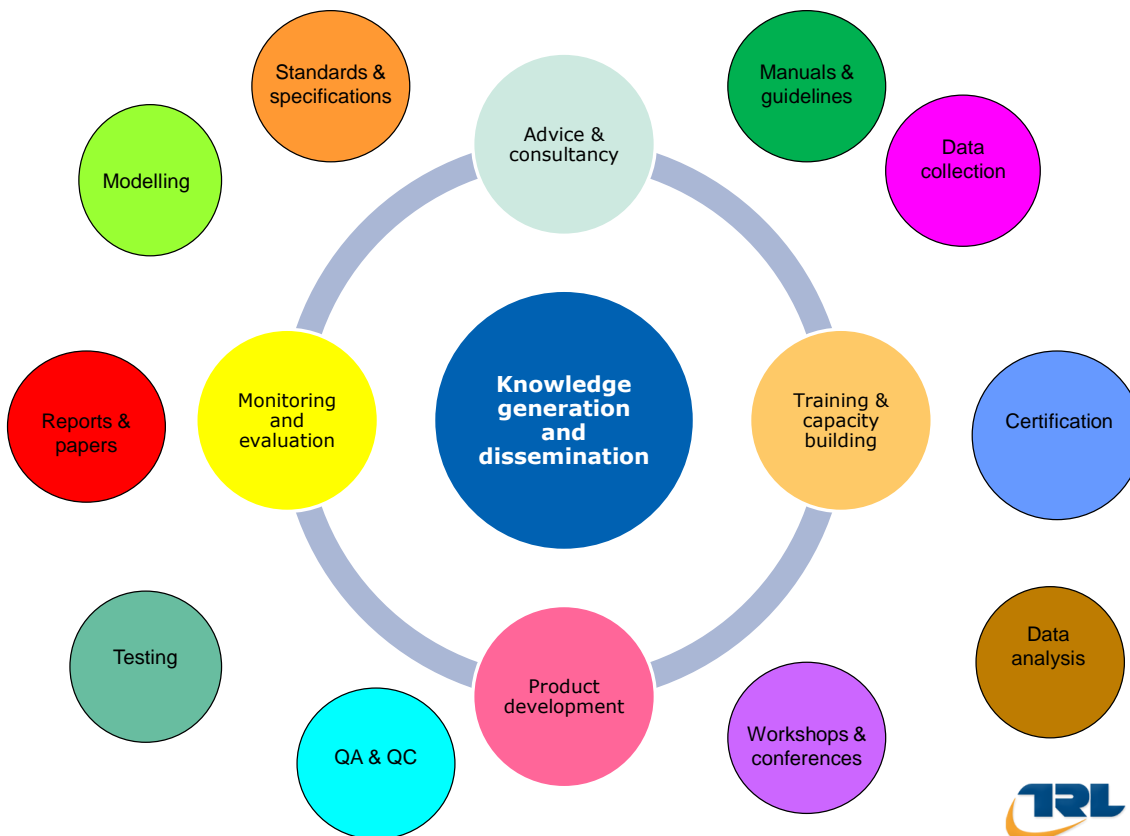 Standards &
specifications
Manuals &
guidelines
Advice &
consultancy
Data
collection
Modelling
Knowledge
generation
and
dissemination
Monitoring
and
evaluation
Training &
capacity
building
Reports &
papers
Certification
Testing
Data
analysis
Product
development
Workshops &
conferences
QA & QC
TRL